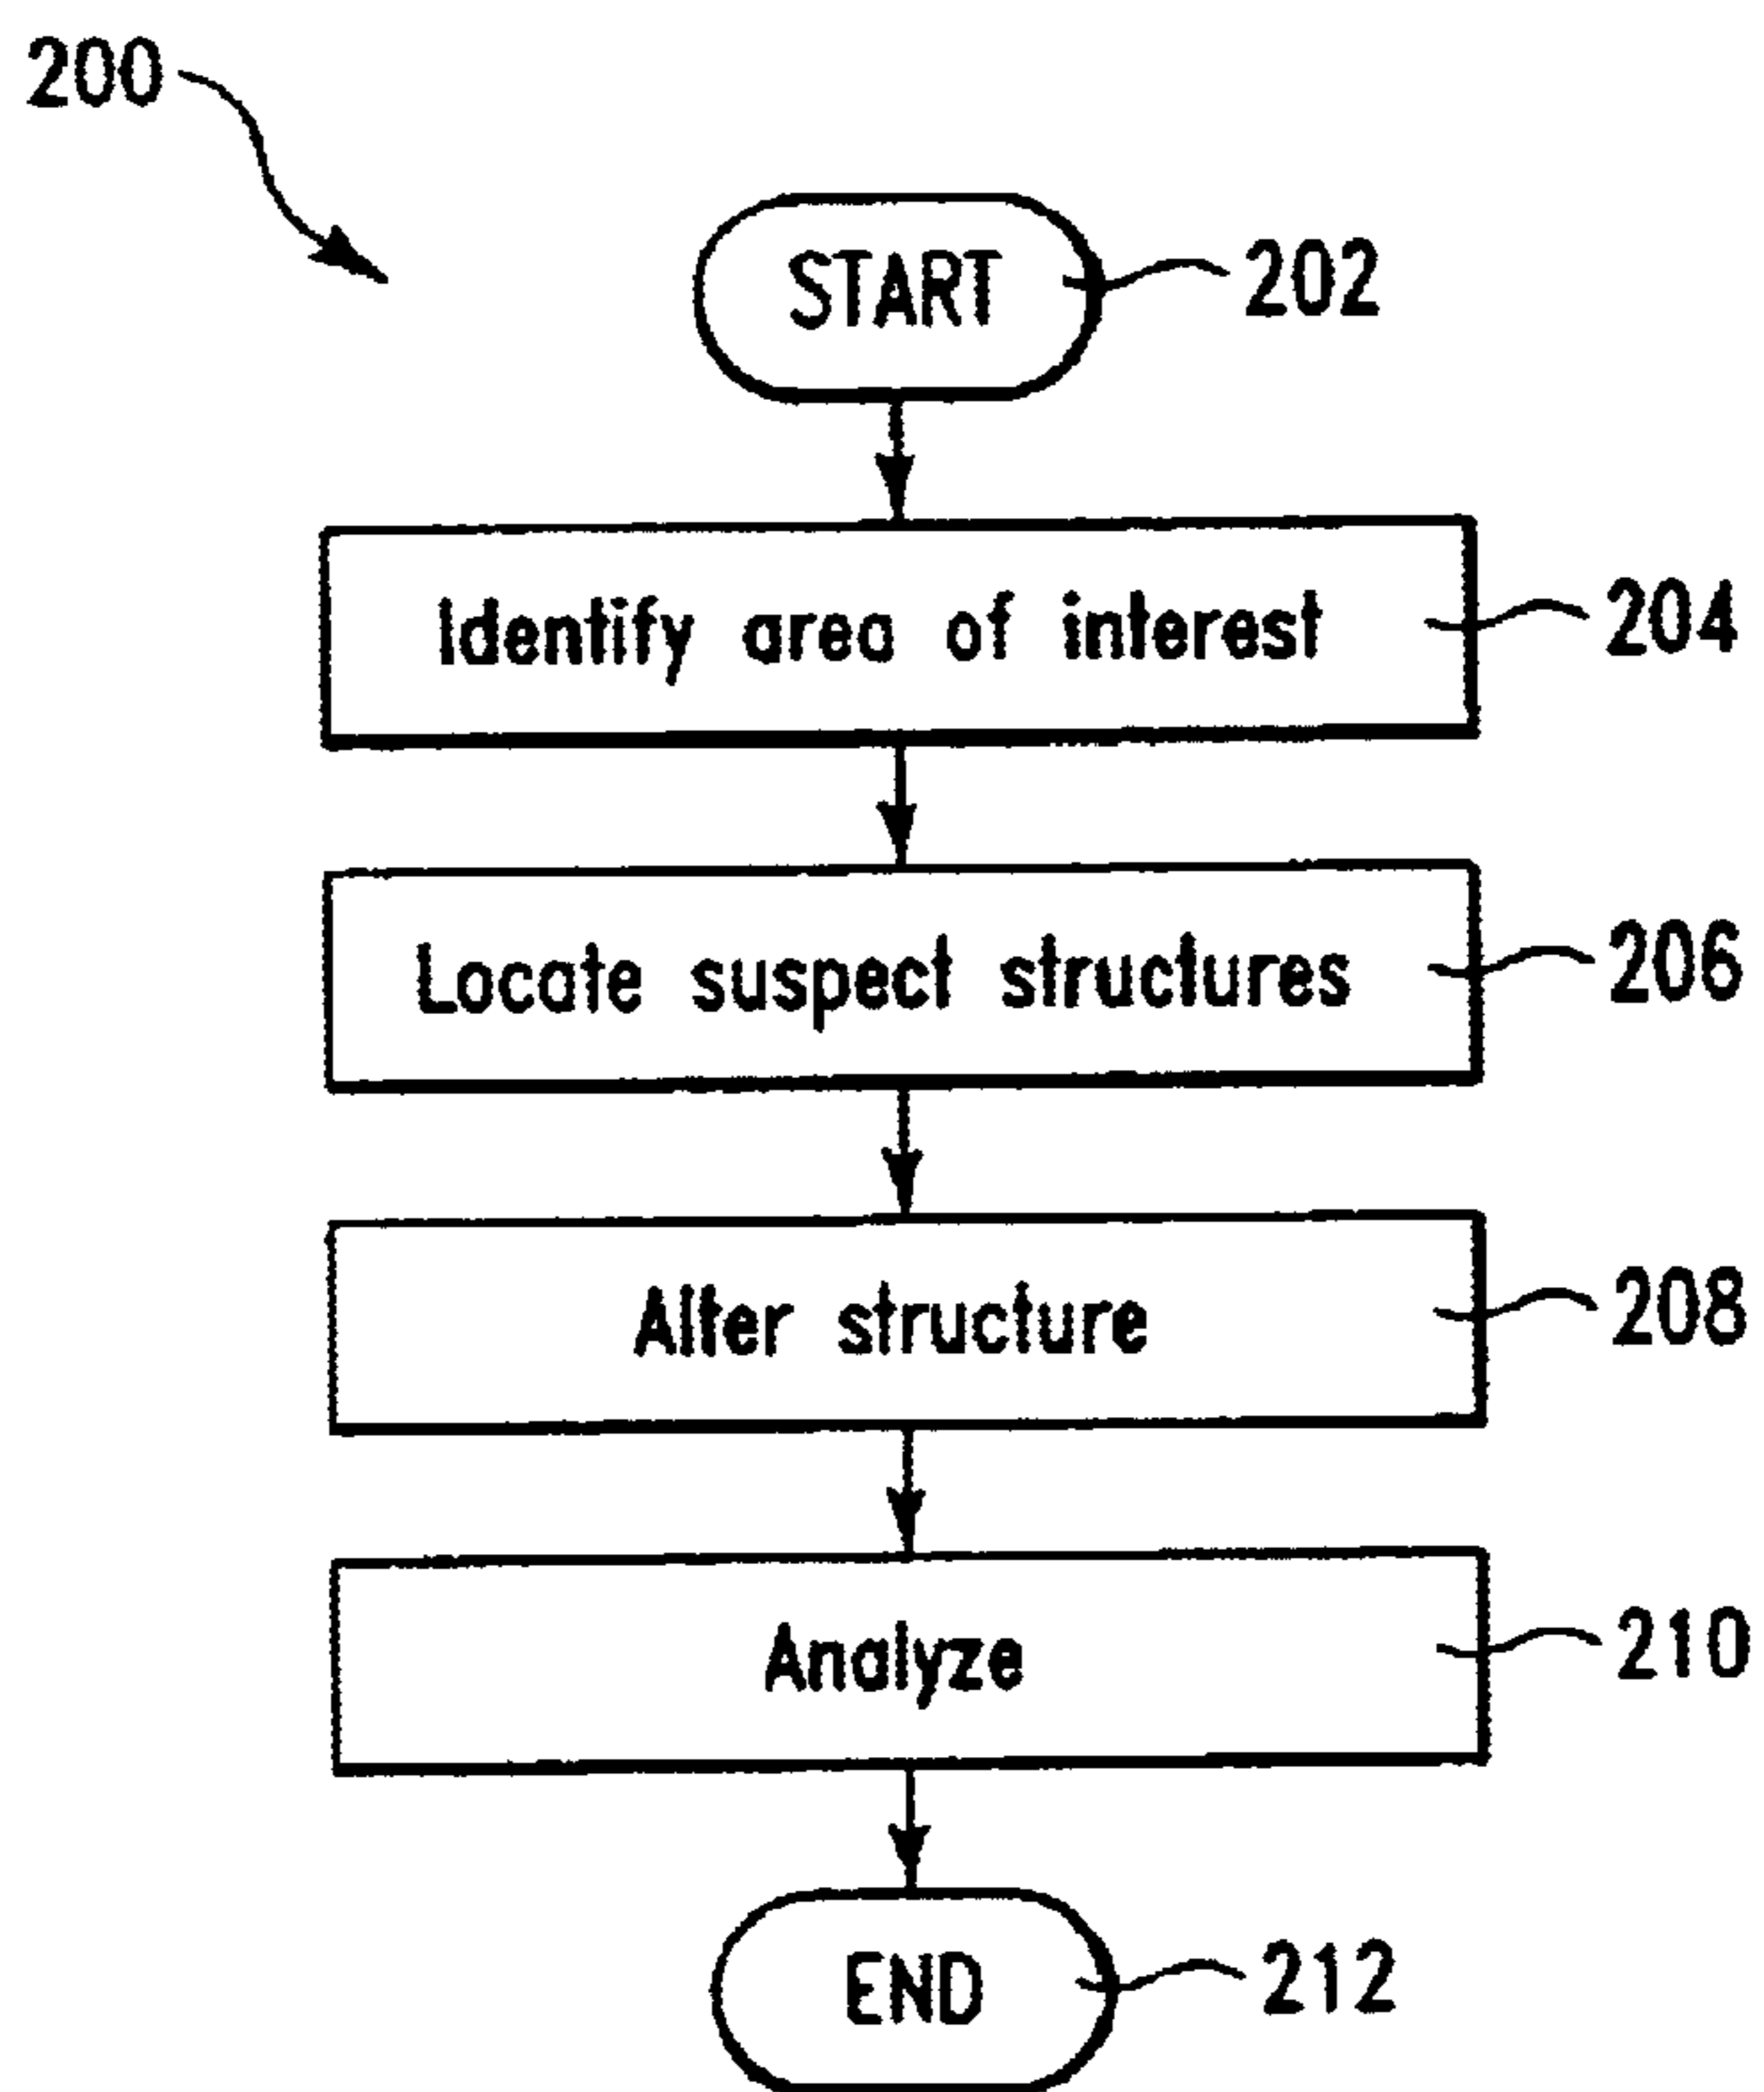 200
START 202
Identify area of interest 204
Locate suspect structures 206
Alter structure 208
Analyze 210
END 212